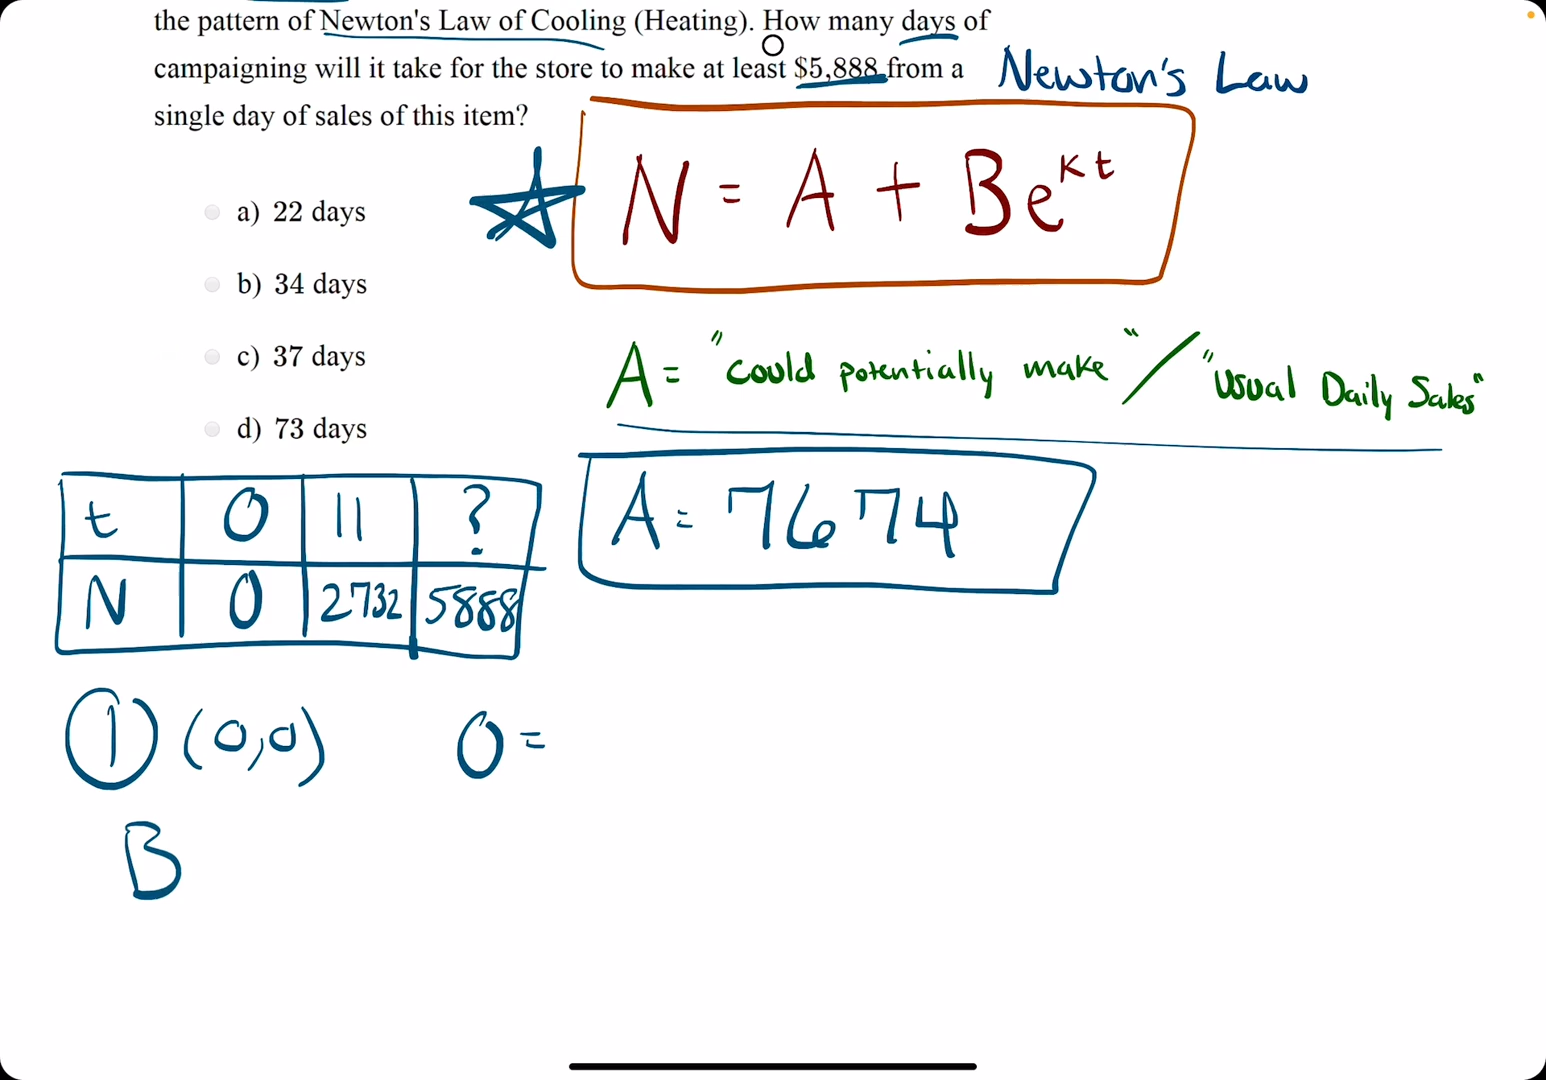 the pattern of Newton's Law of Cooling (Heating). How many days of
campaigning will it take for the store to make at least $5,888 from a
single day of sales of this item?
Newton's Law
N = A + Be^kt
a) 22 days
b) 34 days
c) 37 days
d) 73 days
A = "could potentially make" / "Usual Daily Sales"
A = 7674
t 0 11 ?
N 0 2732 5888
① (0,0) 0 =
B